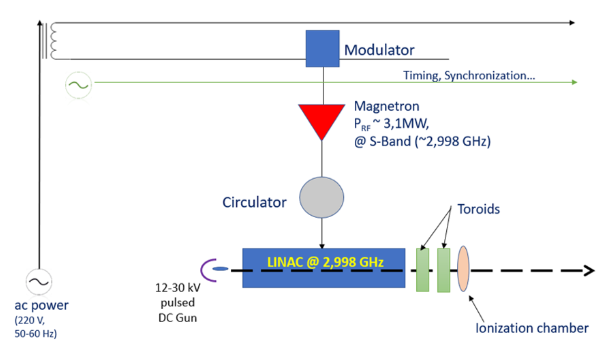 Modulator
Timing, Synchronization...
Magnetron
PRF ~ 3,1MW,
@ S-Band (~2,998 GHz)
Circulator
Toroids
LINAC @ 2,998 GHz
12-30 kV
pulsed
DC Gun
ac power
(220 V,
50-60 Hz)
Ionization chamber